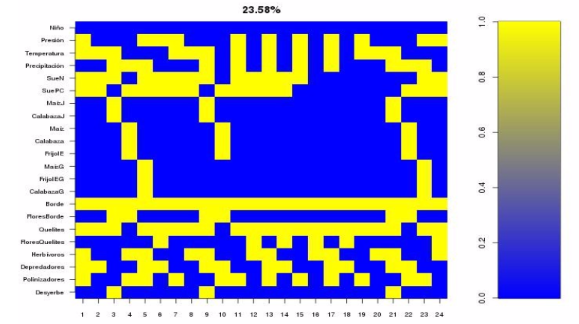 23.58%
Niño
Presión
Temperatura
Precipitación
SueN
SuePC
MaizJ
CalabazaJ
Maiz
Calabaza
FrijolE
MaizG
FrijolEG
CalabazaG
Borde
FloresBorde
Quelites
FloresQuelites
Herbivoros
Depredadores
Polinizadores
Desyerbe
1 2 3 4 5 6 7 8 9 10 11 12 13 14 15 16 17 18 19 20 21 22 23 24
1.0
0.8
0.6
0.4
0.2
0.0